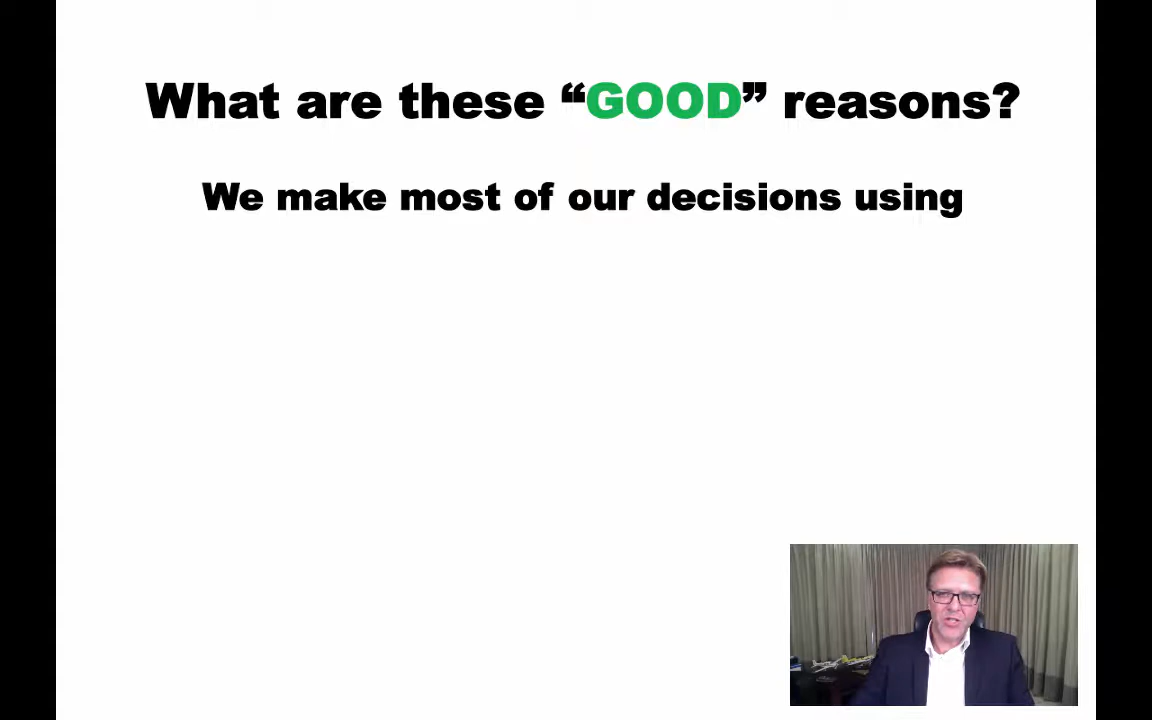 What are these “GOOD” reasons?
We make most of our decisions using